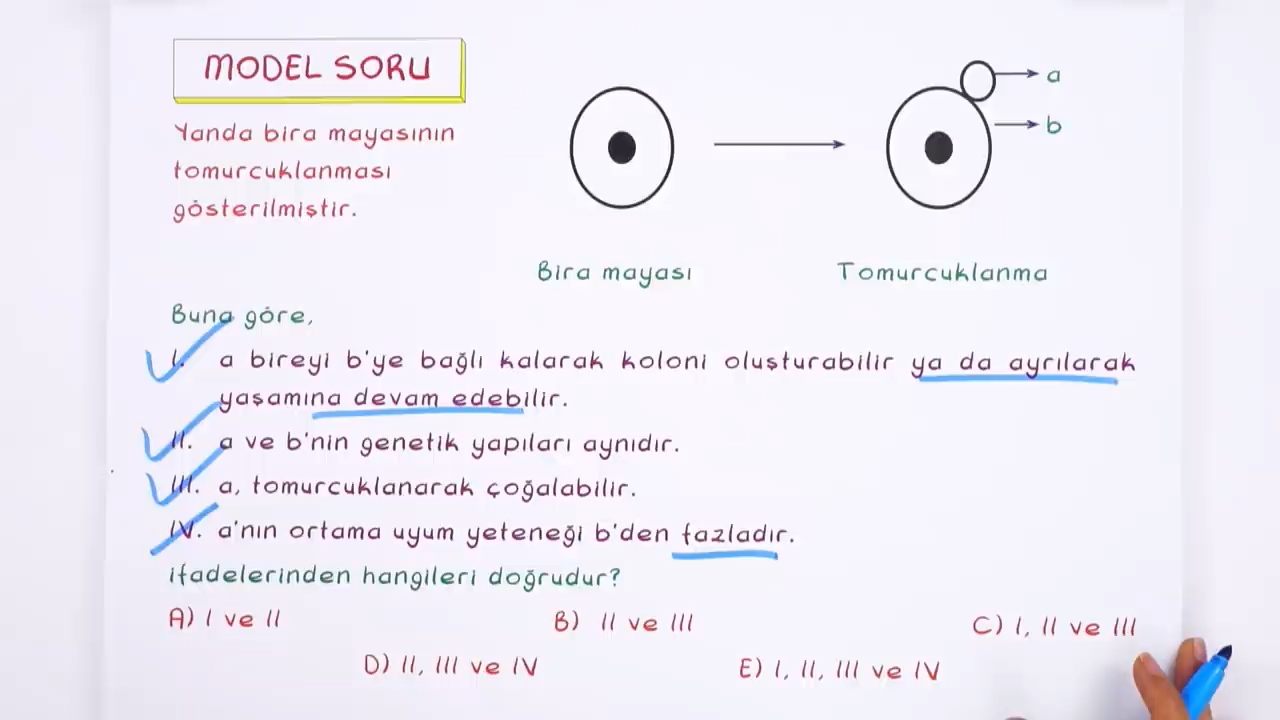 MODEL SORU
Yanda bira mayasının
tomurcuklanması
gösterilmiştir.
a
b
Bira mayası
Tomurcuklanma
Buna göre,
I. a bireyi b'ye bağlı kalarak koloni oluşturabilir ya da ayrılarak
yaşamına devam edebilir.
II. a ve b'nin genetik yapıları aynıdır.
III. a, tomurcuklanarak çoğalabilir.
IV. a'nın ortama uyum yeteneği b'den fazladır.
ifadelerinden hangileri doğrudur?
A) I ve II
B) II ve III
C) I, II ve III
D) II, III ve IV
E) I, II, III ve IV